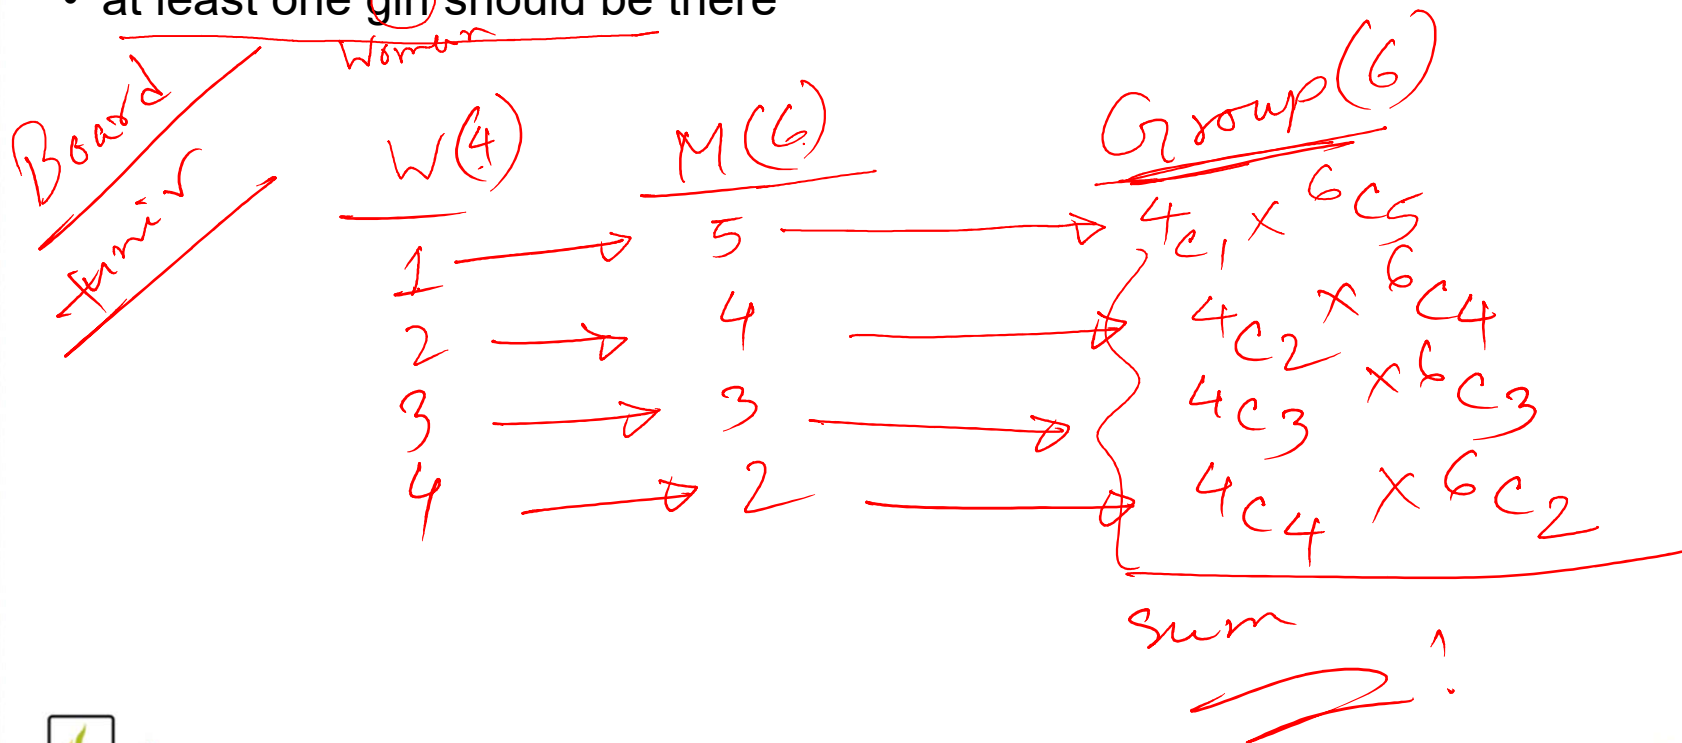 • at least one girl should be there
Women
Board
W(4) M(6) Group(6)
1 → 5 → 4C1 × 6C5
2 → 4 → 4C2 × 6C4
3 → 3 → 4C3 × 6C3
4 → 2 → 4C4 × 6C2
Sum